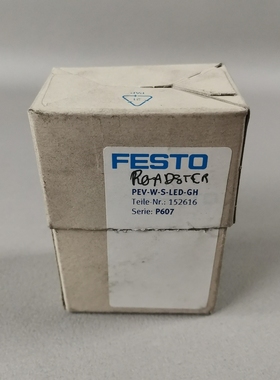 FESTO
ROADSTER
PEV-W-S-LED-GH
Teile Nr.: 152616
Serie: P607